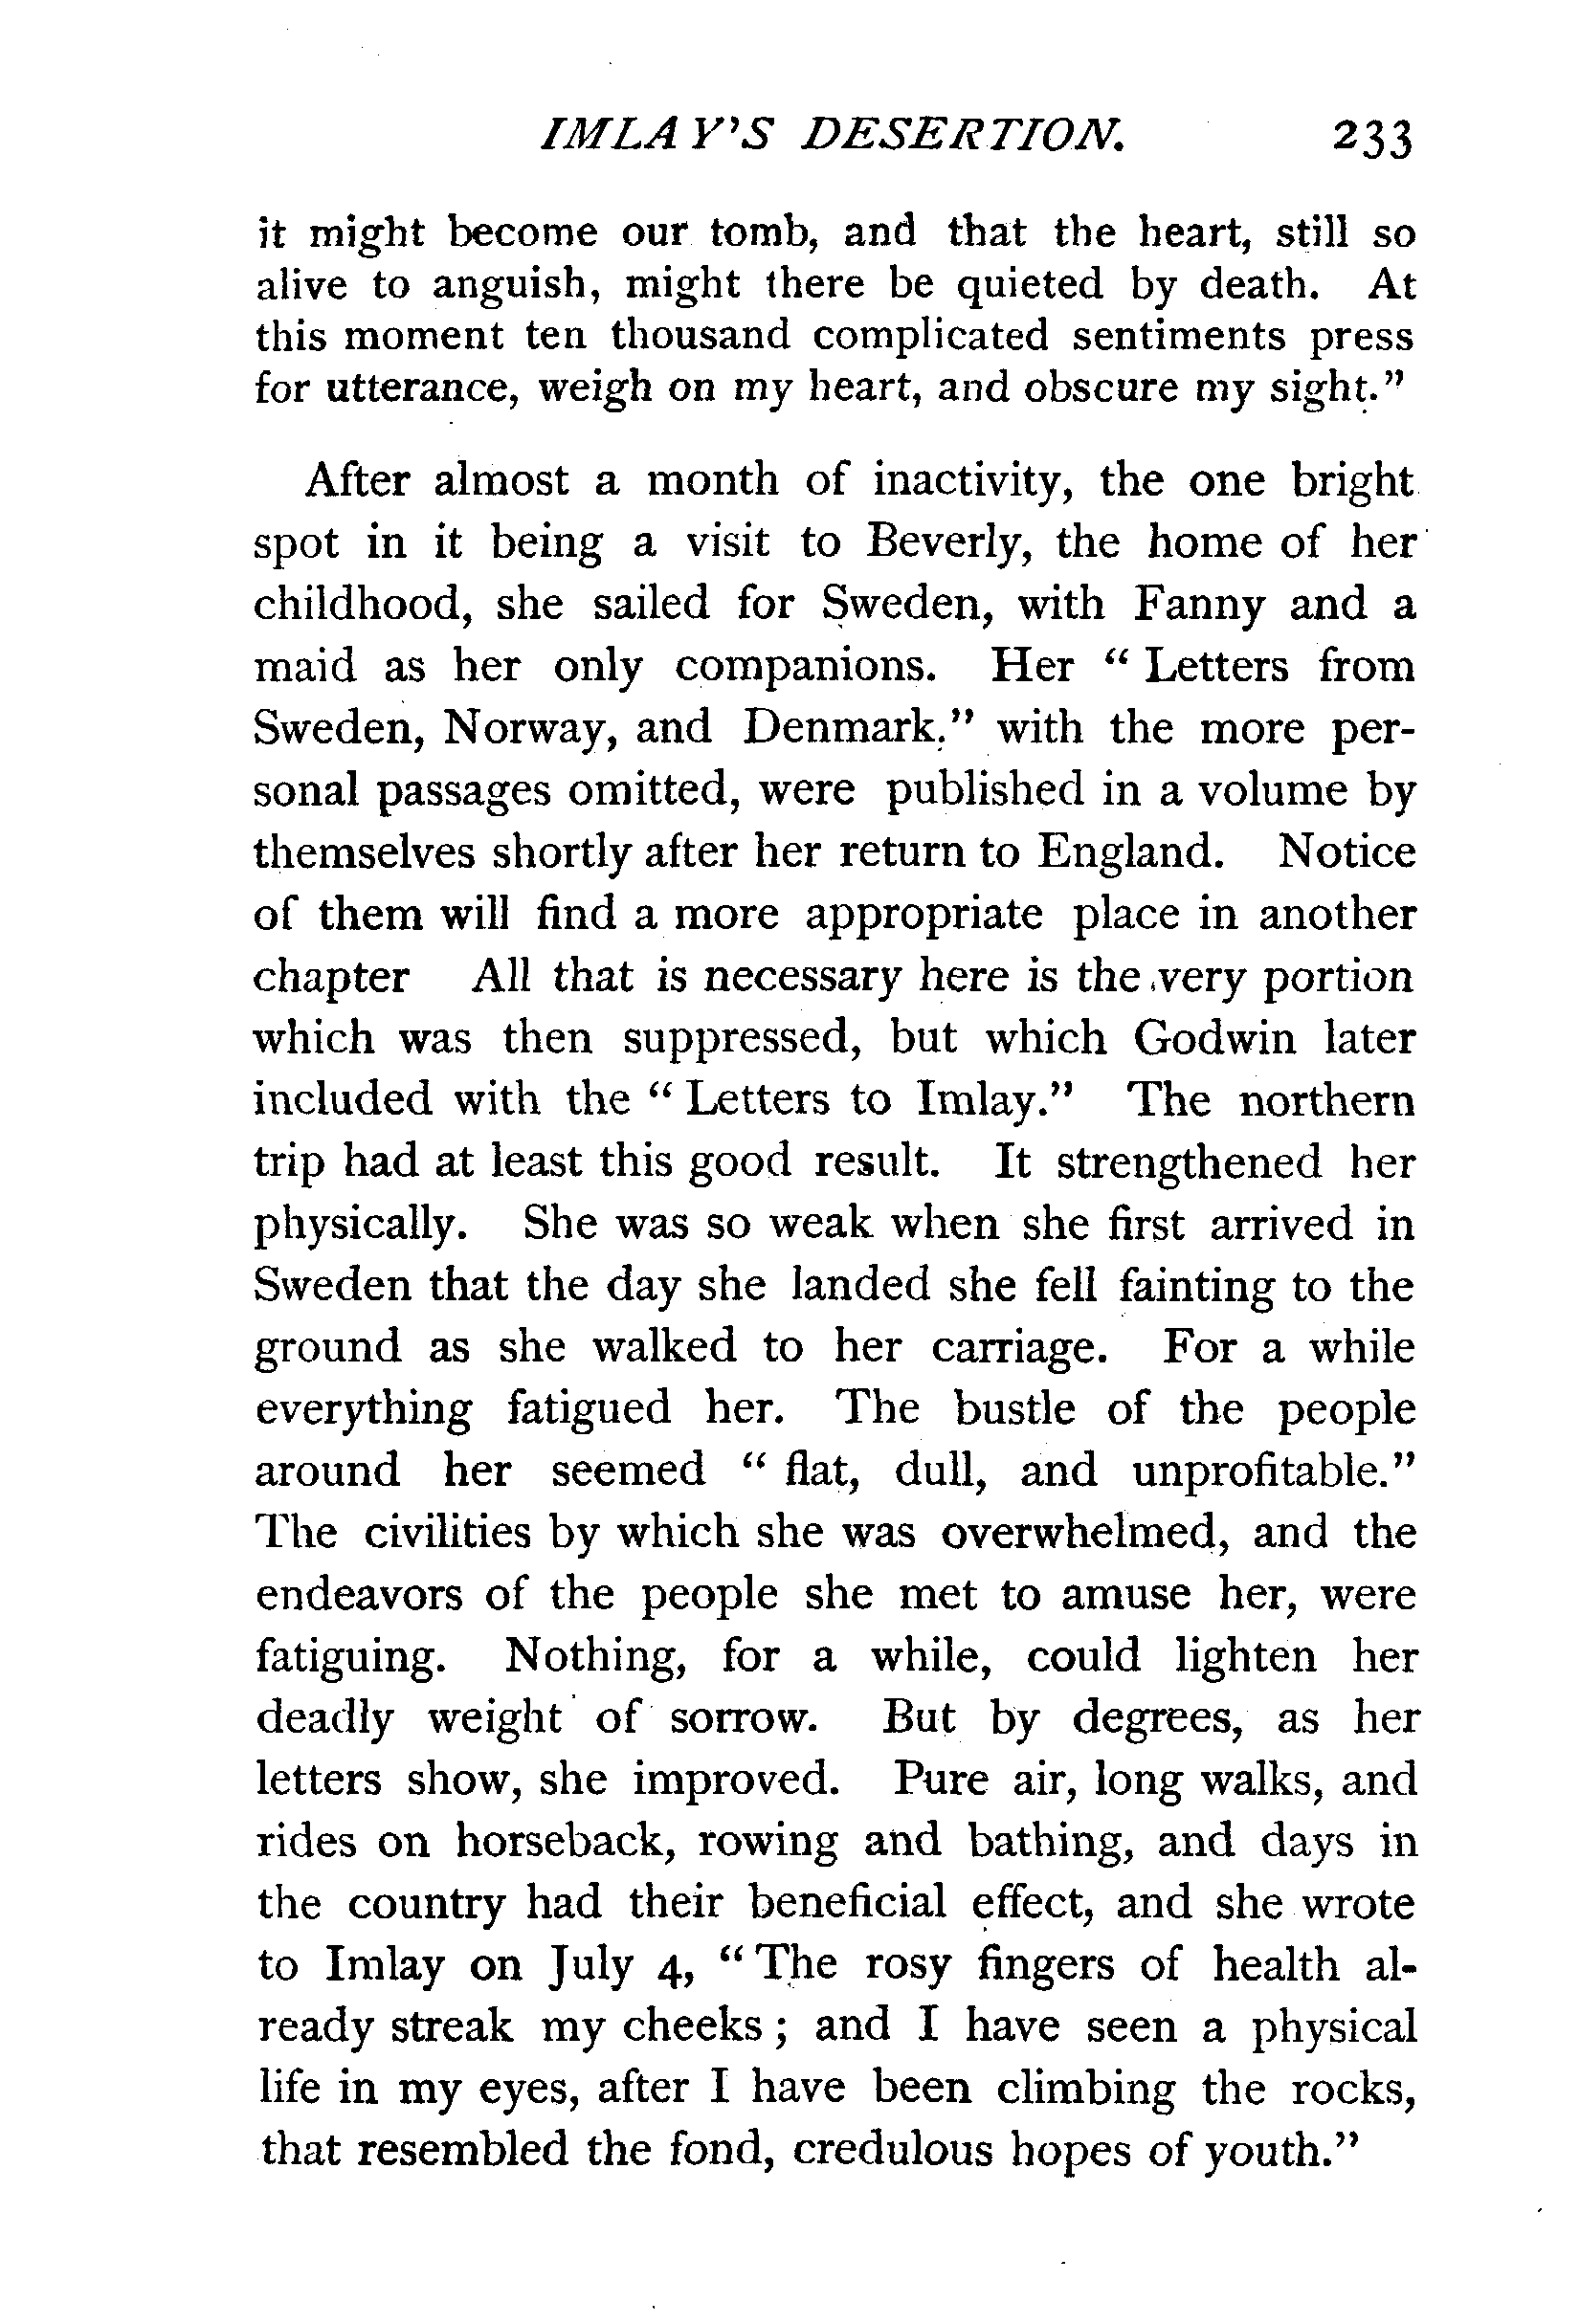 IMLAY'S DESERTION. 233
it might become our tomb, and that the heart, still so
alive to anguish, might there be quieted by death. At
this moment ten thousand complicated sentiments press
for utterance, weigh on my heart, and obscure my sight."
After almost a month of inactivity, the one bright
spot in it being a visit to Beverly, the home of her
childhood, she sailed for Sweden, with Fanny and a
maid as her only companions. Her " Letters from
Sweden, Norway, and Denmark." with the more per-
sonal passages omitted, were published in a volume by
themselves shortly after her return to England. Notice
of them will find a more appropriate place in another
chapter All that is necessary here is the very portion
which was then suppressed, but which Godwin later
included with the " Letters to Imlay." The northern
trip had at least this good result. It strengthened her
physically. She was so weak when she first arrived in
Sweden that the day she landed she fell fainting to the
ground as she walked to her carriage. For a while
everything fatigued her. The bustle of the people
around her seemed " flat, dull, and unprofitable."
The civilities by which she was overwhelmed, and the
endeavors of the people she met to amuse her, were
fatiguing. Nothing, for a while, could lighten her
deadly weight of sorrow. But by degrees, as her
letters show, she improved. Pure air, long walks, and
rides on horseback, rowing and bathing, and days in
the country had their beneficial effect, and she wrote
to Imlay on July 4, " The rosy fingers of health al-
ready streak my cheeks ; and I have seen a physical
life in my eyes, after I have been climbing the rocks,
that resembled the fond, credulous hopes of youth."